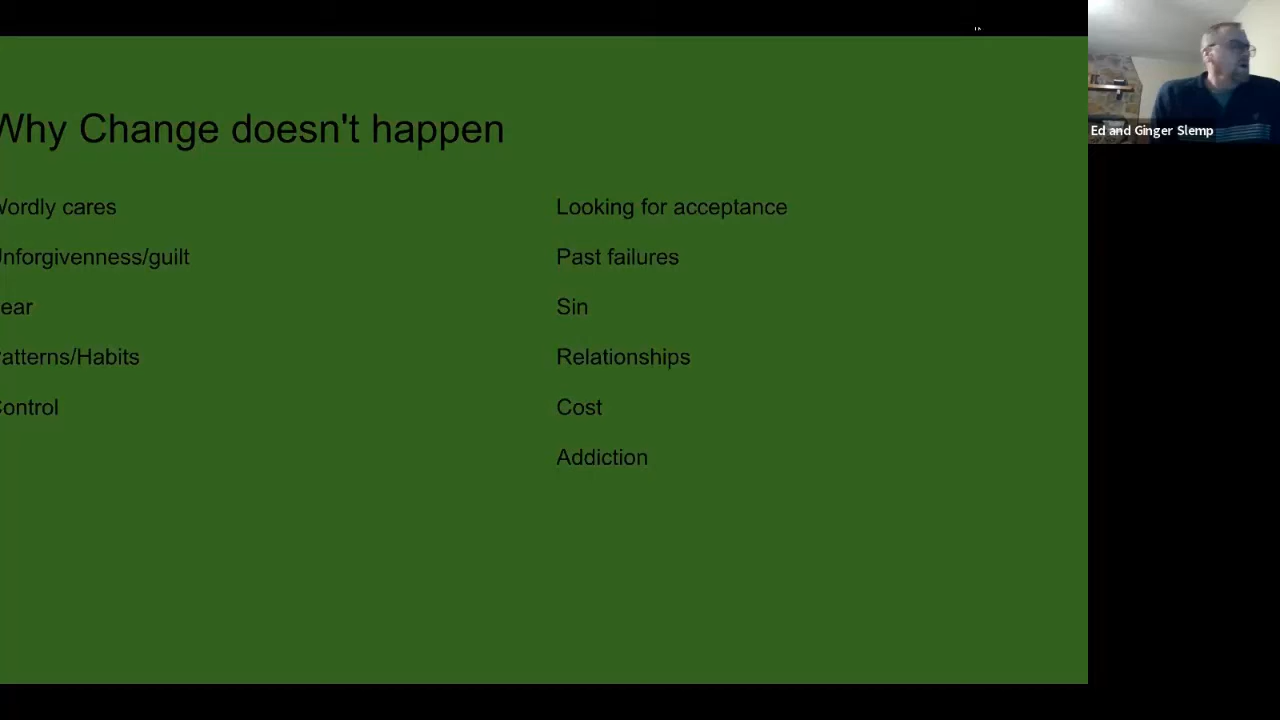 Why Change doesn't happen
Wordly cares
Unforgivenness/guilt
ear
Patterns/Habits
Control
Looking for acceptance
Past failures
Sin
Relationships
Cost
Addiction
Ed and Ginger Slemp